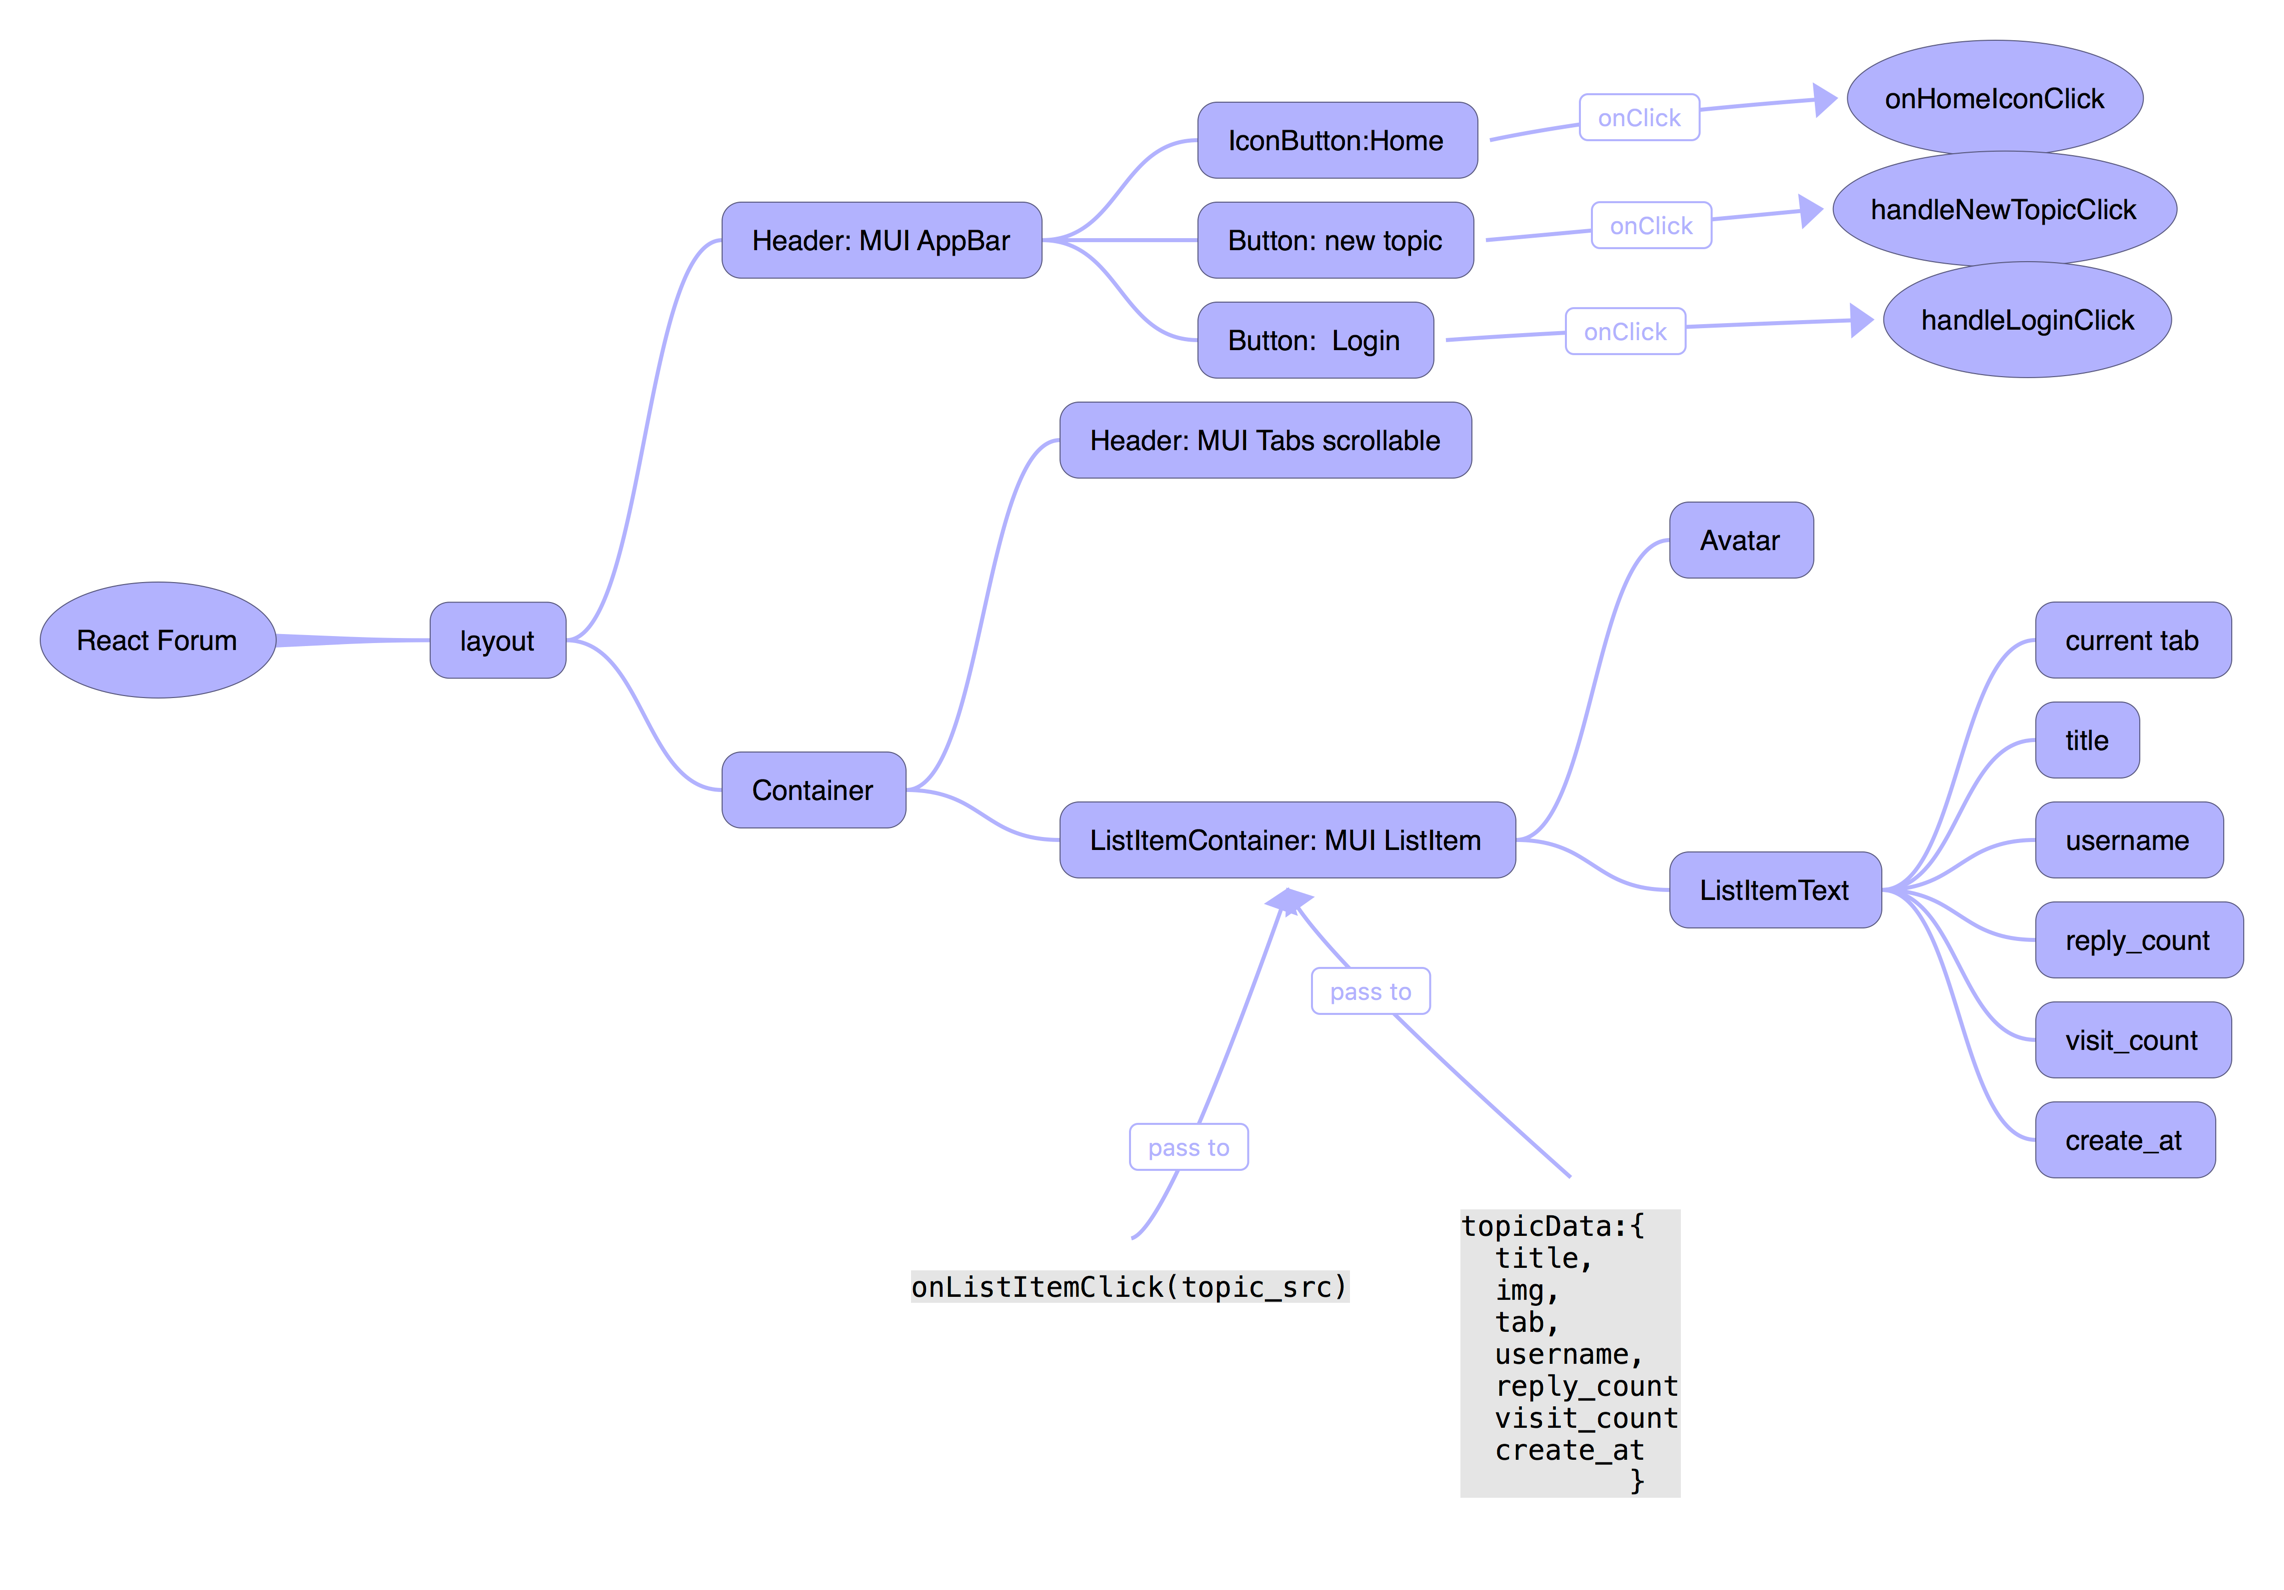 onHomeIconClick
onClick
IconButton:Home
handleNewTopicClick
onClick
Header: MUI AppBar
Button: new topic
handleLoginClick
onClick
Button:  Login
Header: MUI Tabs scrollable
Avatar
React Forum
layout
current tab
title
Container
ListItemContainer: MUI ListItem
username
ListItemText
reply_count
pass to
visit_count
pass to
create_at
onListItemClick(topic_src)
topicData:{
  title,
  img,
  tab,
  username,
  reply_count
  visit_count
  create_at
          }